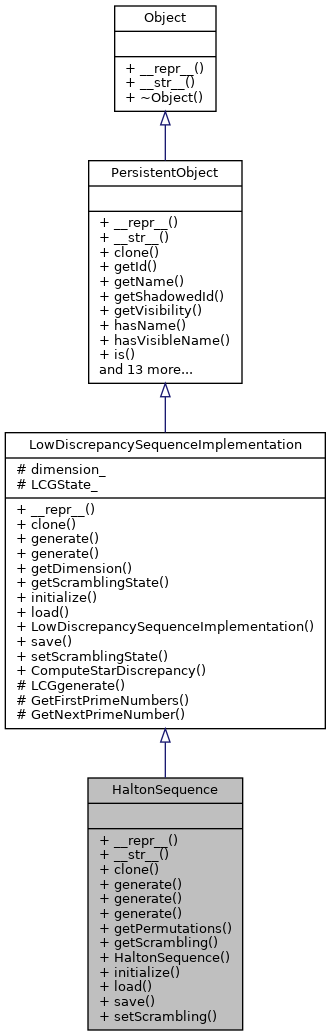 Object
+ __repr__()
+ __str__()
+ ~Object()
PersistentObject
+ __repr__()
+ __str__()
+ clone()
+ getId()
+ getName()
+ getShadowedId()
+ getVisibility()
+ hasName()
+ hasVisibleName()
+ is()
and 13 more...
LowDiscrepancySequenceImplementation
# dimension_
# LCGState_
+ __repr__()
+ clone()
+ generate()
+ generate()
+ getDimension()
+ getScramblingState()
+ initialize()
+ load()
+ LowDiscrepancySequenceImplementation()
+ save()
+ setScramblingState()
+ ComputeStarDiscrepancy()
# LCGgenerate()
# GetFirstPrimeNumbers()
# GetNextPrimeNumber()
HaltonSequence
+ __repr__()
+ __str__()
+ clone()
+ generate()
+ generate()
+ generate()
+ getPermutations()
+ getScrambling()
+ HaltonSequence()
+ initialize()
+ load()
+ save()
+ setScrambling()